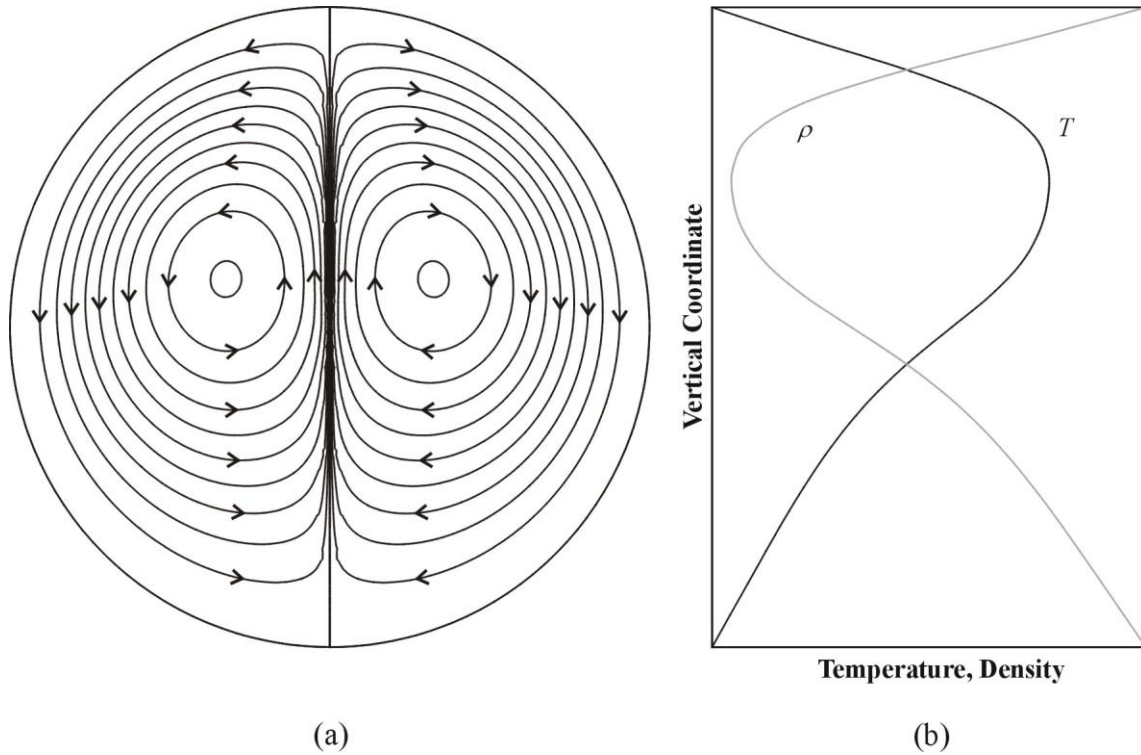 ρ
T
Vertical Coordinate
Temperature, Density
(a)
(b)